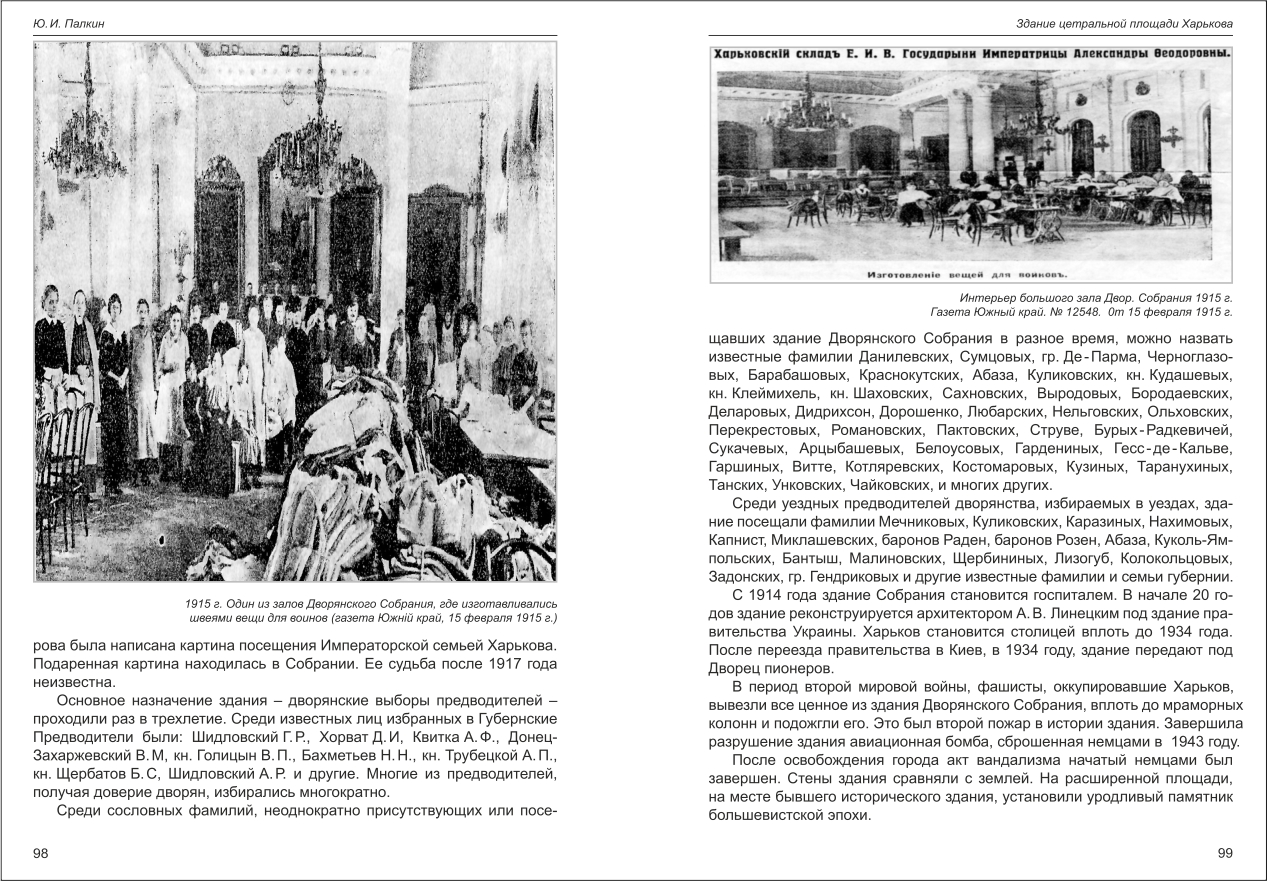 Ю. И. Палкин
1915 г. Один из залов Дворянского Собрания, где изготавливались
швеями вещи для воинов (газета Южній край, 15 февраля 1915 г.)
рова была написана картина посещения Императорской семьей Харькова.
Подаренная картина находилась в Собрании. Ее судьба после 1917 года
неизвестна.
Основное назначение здания – дворянские выборы предводителей –
проходили раз в трехлетие. Среди известных лиц избранных в Губернские
Предводители были: Шидловский Г. Р., Хорват Д. И, Квитка А. Ф., Донец-
Захаржевский В. М, кн. Голицын В. П., Бахметьев Н. Н., кн. Трубецкой А. П.,
кн. Щербатов Б. С, Шидловский А. Р. и другие. Многие из предводителей,
получая доверие дворян, избирались многократно.
Среди сословных фамилий, неоднократно присутствующих или посе-
98
Здание цетральной площади Харькова
Харьковскій складъ Е. И. В. Государыни Императрицы Александры Ѳеодоровны.
Изготовленіе вещей для воиновъ.
Интерьер большого зала Двор. Собрания 1915 г.
Газета Южный край. № 12548. 0т 15 февраля 1915 г.
щавших здание Дворянского Собрания в разное время, можно назвать
известные фамилии Данилевских, Сумцовых, гр. Де-Парма, Черноглазо-
вых, Барабашовых, Краснокутских, Абаза, Куликовских, кн. Кудашевых,
кн. Клеймихель, кн. Шаховских, Сахновских, Выродовых, Бородаевских,
Деларовых, Дидрихсон, Дорошенко, Любарских, Нельговских, Ольховских,
Перекрестовых, Романовских, Пактовских, Струве, Бурых-Радкевичей,
Сукачевых, Арцыбашевых, Белоусовых, Гардениных, Гесс-де-Кальве,
Гаршиных, Витте, Котляревских, Костомаровых, Кузиных, Таранухиных,
Танских, Унковских, Чайковских, и многих других.
Среди уездных предводителей дворянства, избираемых в уездах, зда-
ние посещали фамилии Мечниковых, Куликовских, Каразиных, Нахимовых,
Капнист, Миклашевских, баронов Раден, баронов Розен, Абаза, Куколь-Ям-
польских, Бантыш, Малиновских, Щербининых, Лизогуб, Колокольцовых,
Задонских, гр. Гендриковых и другие известные фамилии и семьи губернии.
С 1914 года здание Собрания становится госпиталем. В начале 20 го-
дов здание реконструируется архитектором А. В. Линецким под здание пра-
вительства Украины. Харьков становится столицей вплоть до 1934 года.
После переезда правительства в Киев, в 1934 году, здание передают под
Дворец пионеров.
В период второй мировой войны, фашисты, оккупировавшие Харьков,
вывезли все ценное из здания Дворянского Собрания, вплоть до мраморных
колонн и подожгли его. Это был второй пожар в истории здания. Завершила
разрушение здания авиационная бомба, сброшенная немцами в 1943 году.
После освобождения города акт вандализма начатый немцами был
завершен. Стены здания сравняли с землей. На расширенной площади,
на месте бывшего исторического здания, установили уродливый памятник
большевистской эпохи.
99